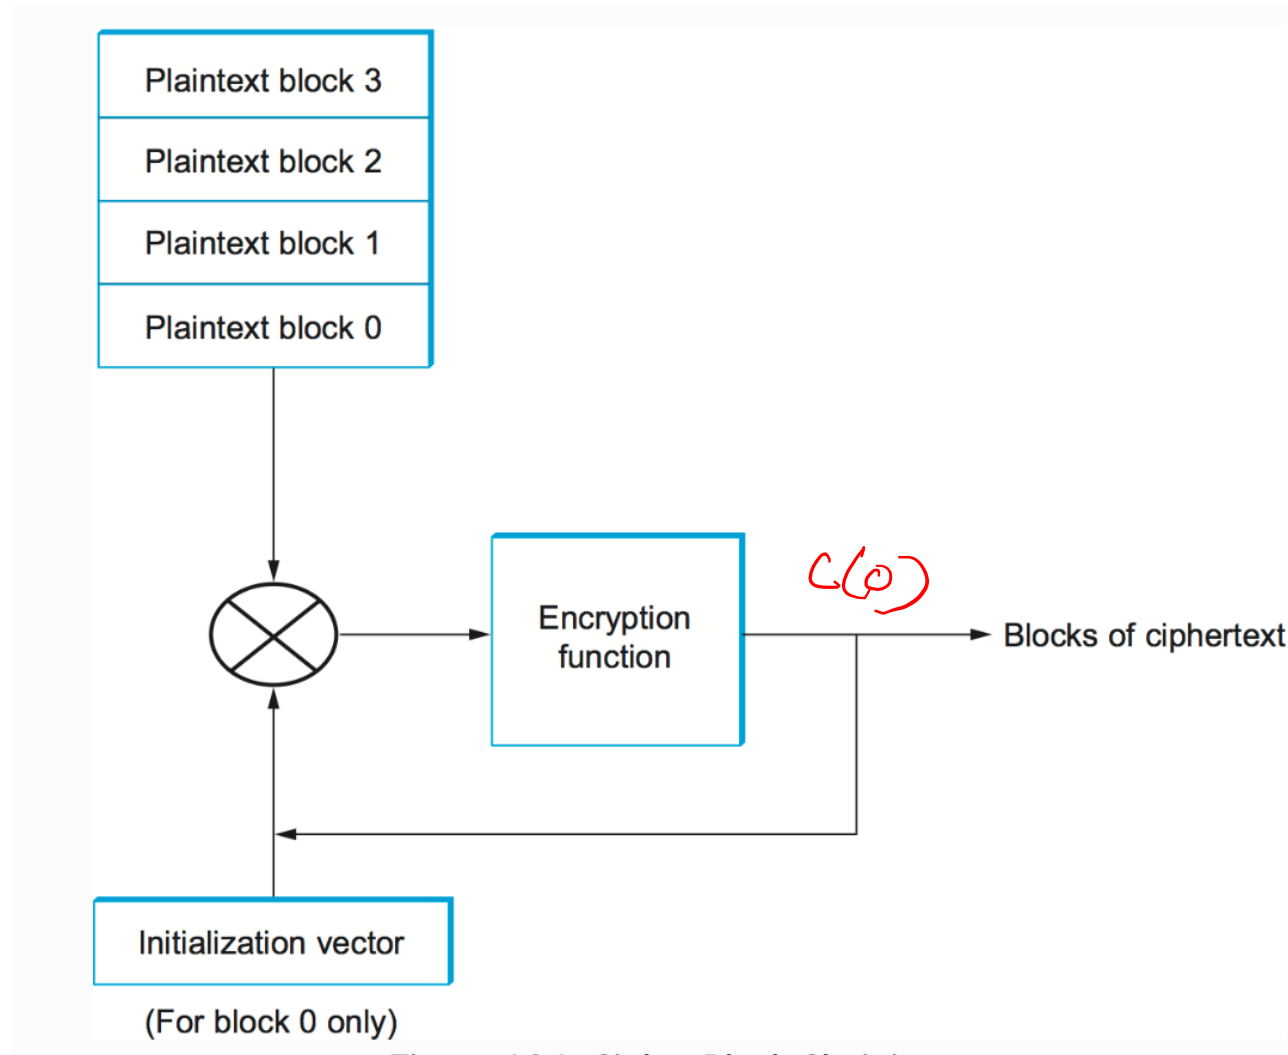 Plaintext block 3
Plaintext block 2
Plaintext block 1
Plaintext block 0
C(0)
Encryption
function
Blocks of ciphertext
Initialization vector
(For block 0 only)